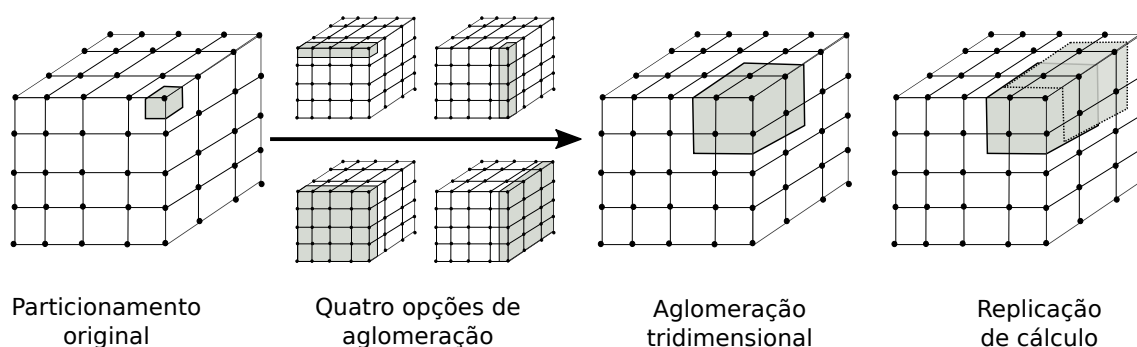 Particionamento
original
Quatro opções de
aglomeração
Aglomeração
tridimensional
Replicação
de cálculo